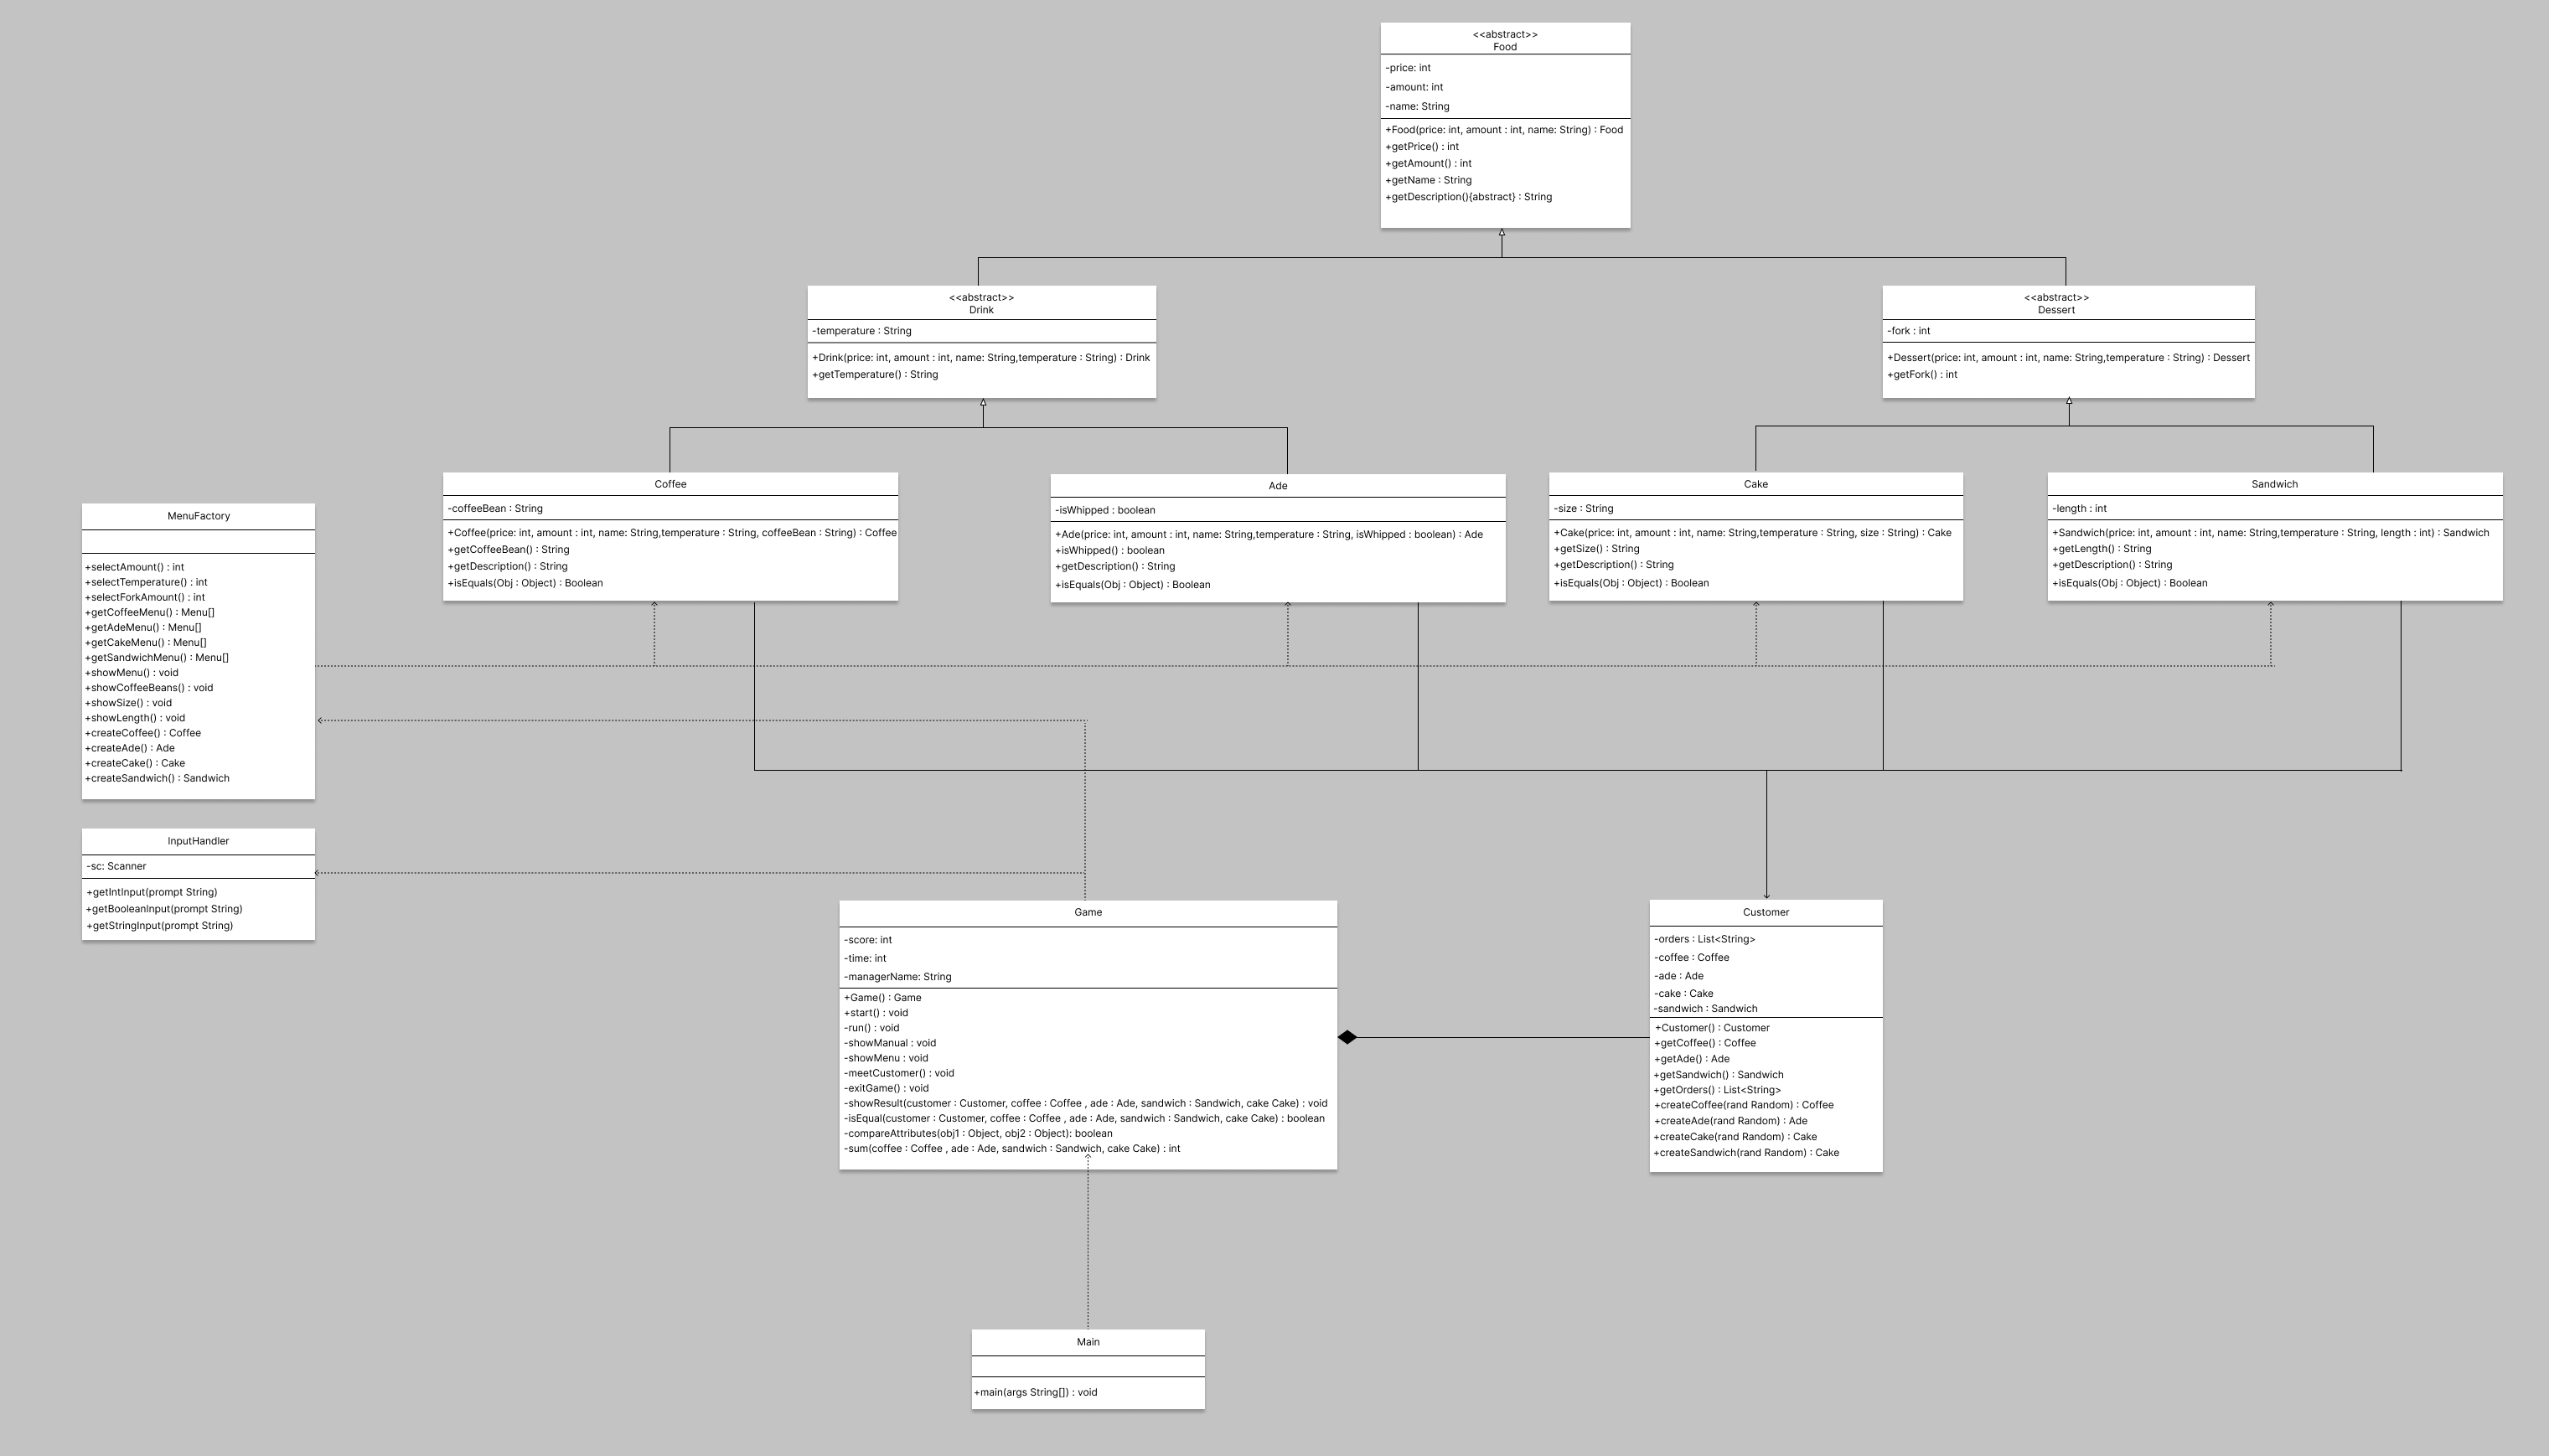 <<abstract>>
Food
-price: int
-amount: int
-name: String
+Food(price: int, amount : int, name: String) : Food
+getPrice() : int
+getAmount() : int
+getName : String
+getDescription(){abstract} : String
<<abstract>>
Drink
-temperature : String
+Drink(price: int, amount : int, name: String,temperature : String) : Drink
+getTemperature() : String
<<abstract>>
Dessert
-fork : int
+Dessert(price: int, amount : int, name: String,temperature : String) : Dessert
+getFork() : int
Coffee
-coffeeBean : String
+Coffee(price: int, amount : int, name: String,temperature : String, coffeeBean : String) : Coffee
+getCoffeeBean() : String
+getDescription() : String
+isEquals(Obj : Object) : Boolean
Ade
-isWhipped : boolean
+Ade(price: int, amount : int, name: String,temperature : String, isWhipped : boolean) : Ade
+isWhipped() : boolean
+getDescription() : String
+isEquals(Obj : Object) : Boolean
Cake
-size : String
+Cake(price: int, amount : int, name: String,temperature : String, size : String) : Cake
+getSize() : String
+getDescription() : String
+isEquals(Obj : Object) : Boolean
Sandwich
-length : int
+Sandwich(price: int, amount : int, name: String,temperature : String, length : int) : Sandwich
+getLength() : String
+getDescription() : String
+isEquals(Obj : Object) : Boolean
MenuFactory
+selectAmount() : int
+selectTemperature() : int
+selectForkAmount() : int
+getCoffeeMenu() : Menu[]
+getAdeMenu() : Menu[]
+getCakeMenu() : Menu[]
+getSandwichMenu() : Menu[]
+showMenu() : void
+showCoffeeBeans() : void
+showSize() : void
+showLength() : void
+createCoffee() : Coffee
+createAde() : Ade
+createCake() : Cake
+createSandwich() : Sandwich
InputHandler
-sc: Scanner
+getIntInput(prompt String)
+getBooleanInput(prompt String)
+getStringInput(prompt String)
Game
-score: int
-time: int
-managerName: String
+Game() : Game
+start() : void
-run() : void
-showManual : void
-showMenu : void
-meetCustomer() : void
-exitGame() : void
-showResult(customer : Customer, coffee : Coffee , ade : Ade, sandwich : Sandwich, cake Cake) : void
-isEqual(customer : Customer, coffee : Coffee , ade : Ade, sandwich : Sandwich, cake Cake) : boolean
-compareAttributes(obj1 : Object, obj2 : Object): boolean
-sum(coffee : Coffee , ade : Ade, sandwich : Sandwich, cake Cake) : int
Customer
-orders : List<String>
-coffee : Coffee
-ade : Ade
-cake : Cake
-sandwich : Sandwich
+Customer() : Customer
+getCoffee() : Coffee
+getAde() : Ade
+getSandwich() : Sandwich
+getOrders() : List<String>
+createCoffee(rand Random) : Coffee
+createAde(rand Random) : Ade
+createCake(rand Random) : Cake
+createSandwich(rand Random) : Cake
Main
+main(args String[]) : void